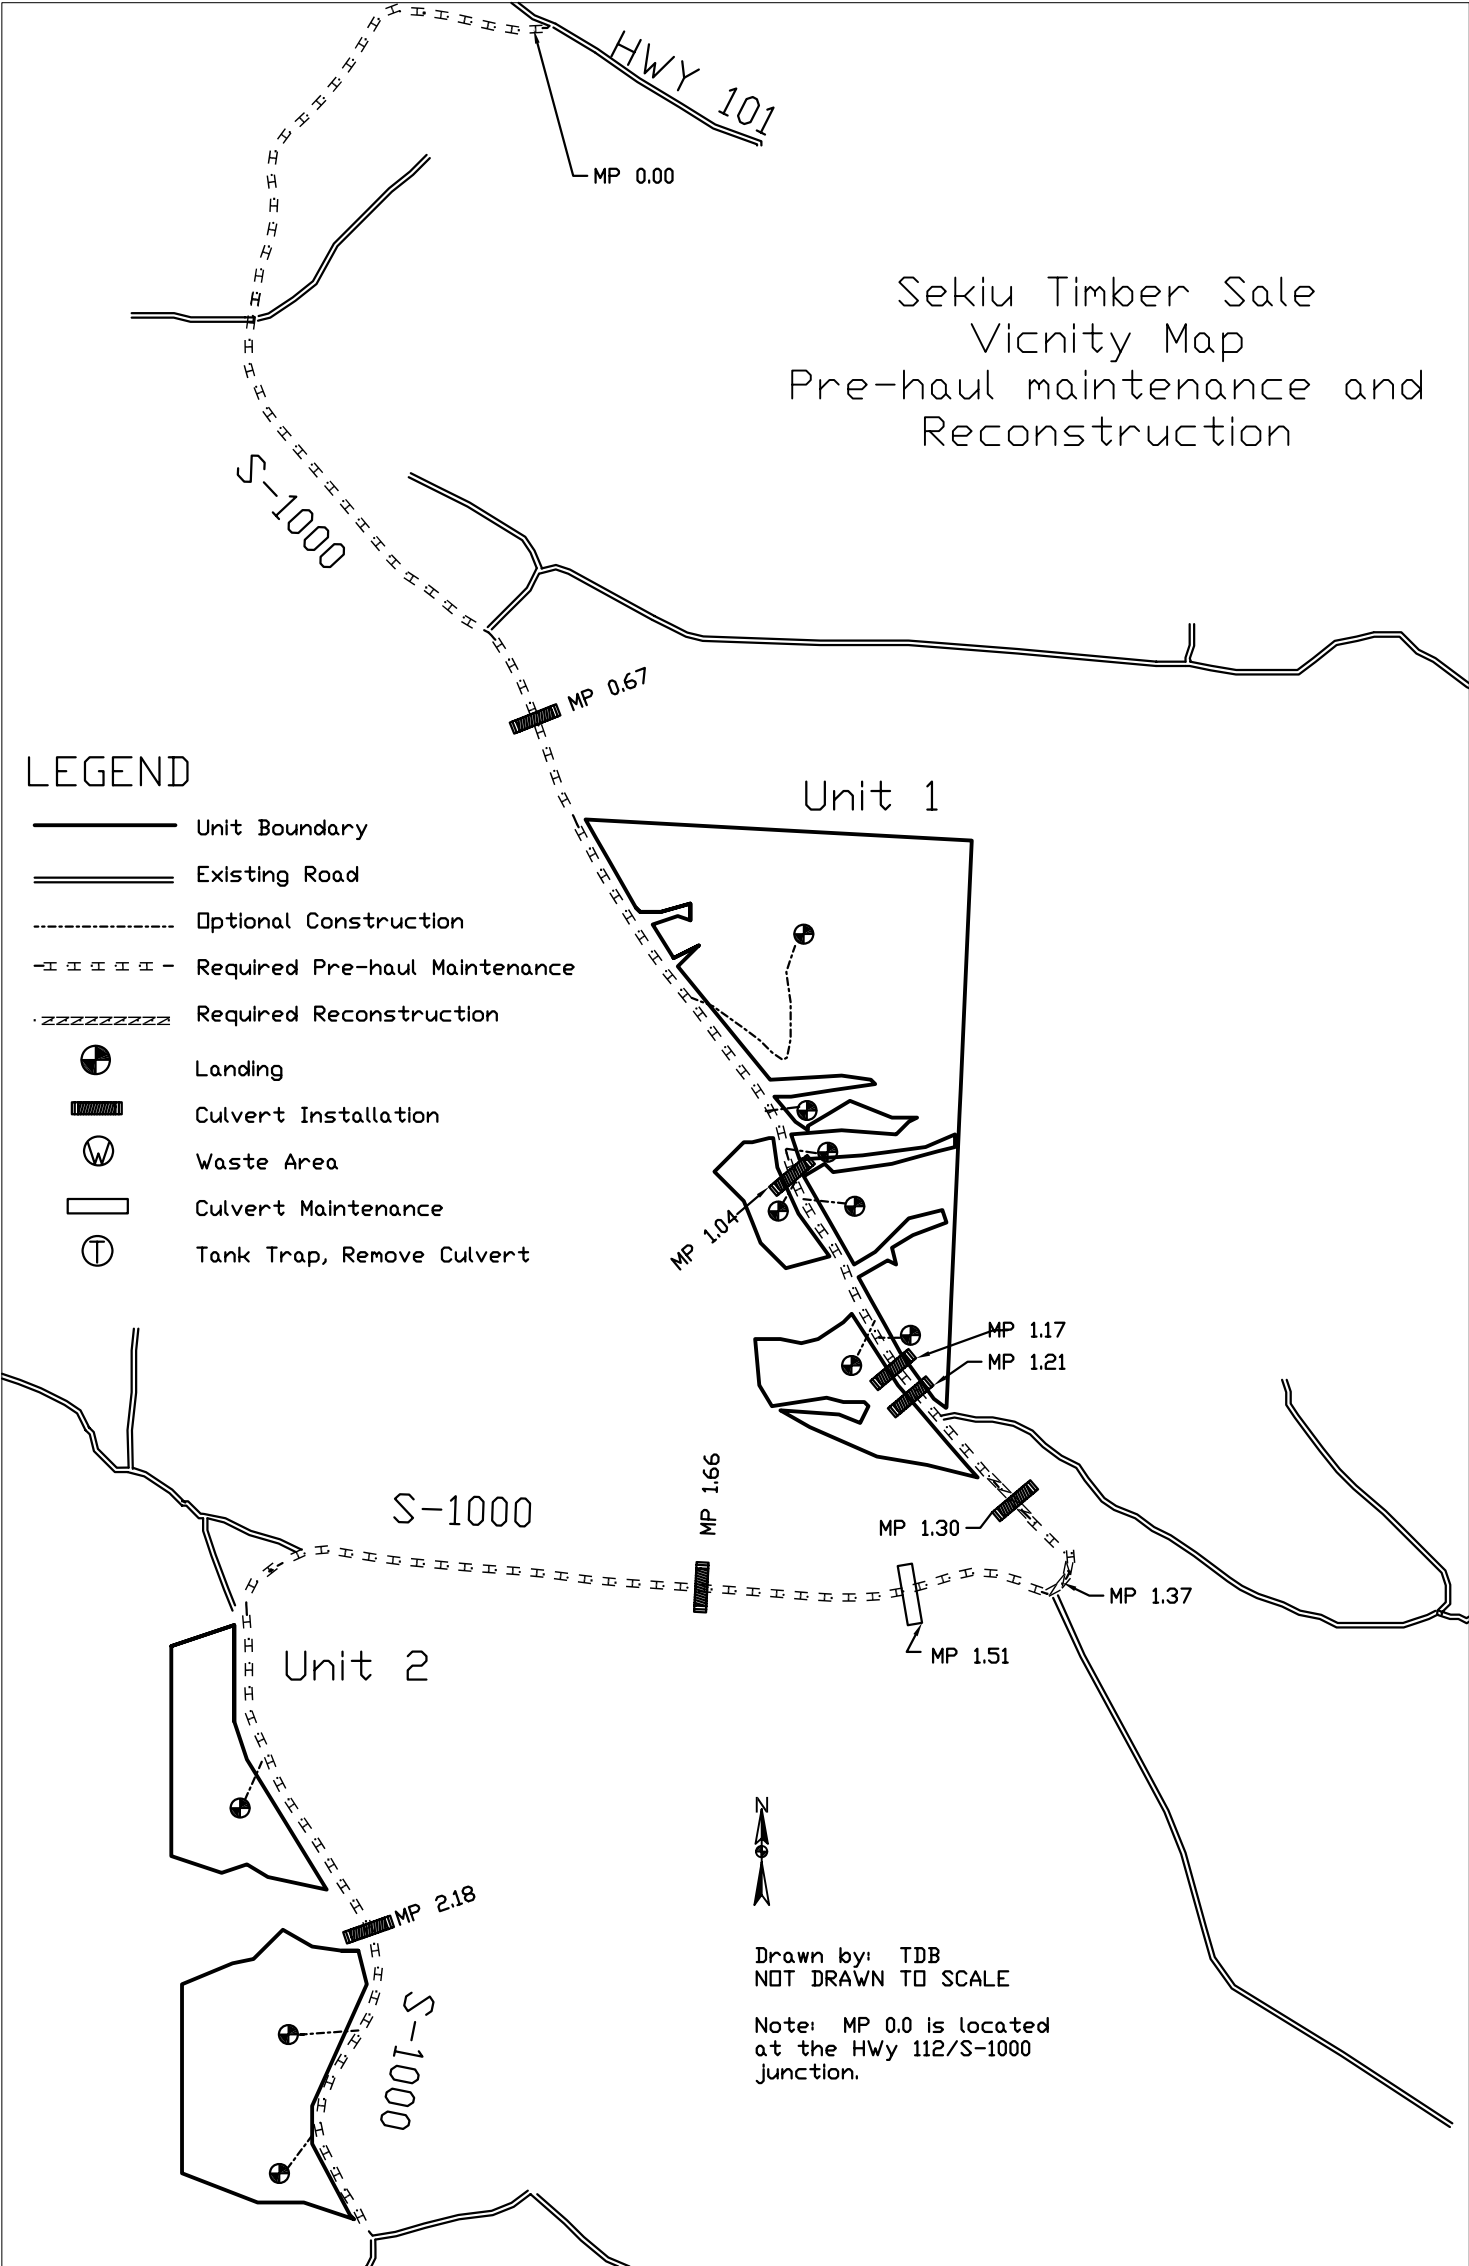 HWY 101
MP 0.00
Sekiu Timber Sale
Vicnity Map
Pre-haul maintenance and
Reconstruction
S-1000
MP 0.67
LEGEND
Unit Boundary
Existing Road
Optional Construction
Required Pre-haul Maintenance
Required Reconstruction
Landing
Culvert Installation
W
Waste Area
Culvert Maintenance
T
Tank Trap, Remove Culvert
Unit 1
MP 1.04
MP 1.17
MP 1.21
MP 1.30
MP 1.37
MP 1.51
MP 1.66
S-1000
Unit 2
MP 2.18
S-1000
N
Drawn by: TDB
NOT DRAWN TO SCALE
Note: MP 0.0 is located
at the HWy 112/S-1000
junction.